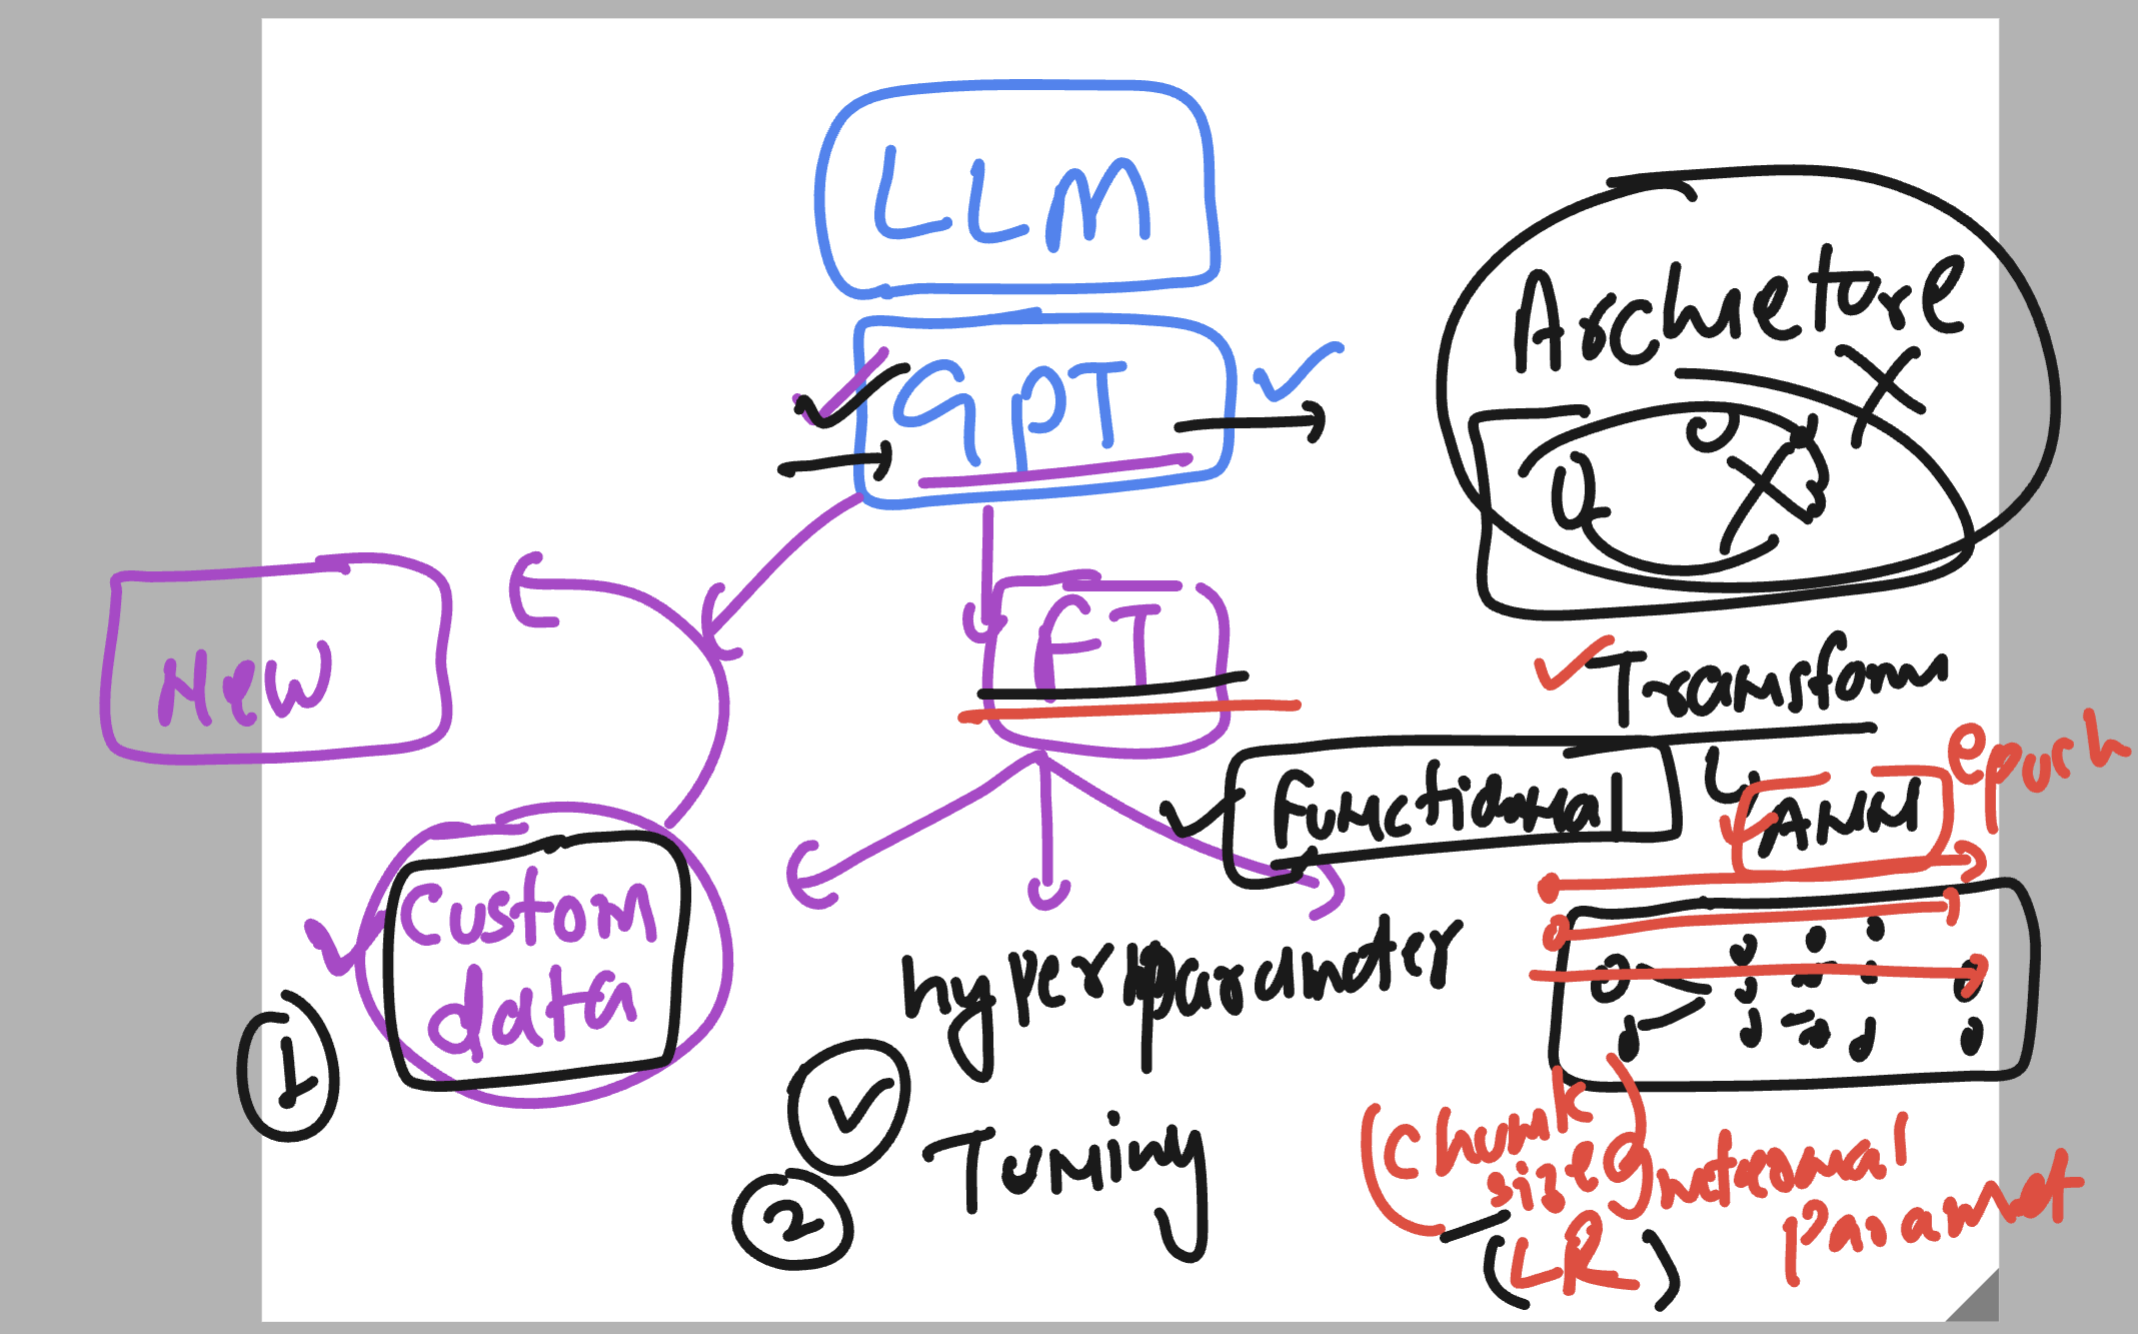 LLM
GPT
Archietore
New
FT
Transform
Functional
ANN
epoch
Custom
data
1
hyperparameter
Tuning
2
(Chunk
size)
internal
paramet
(LR)